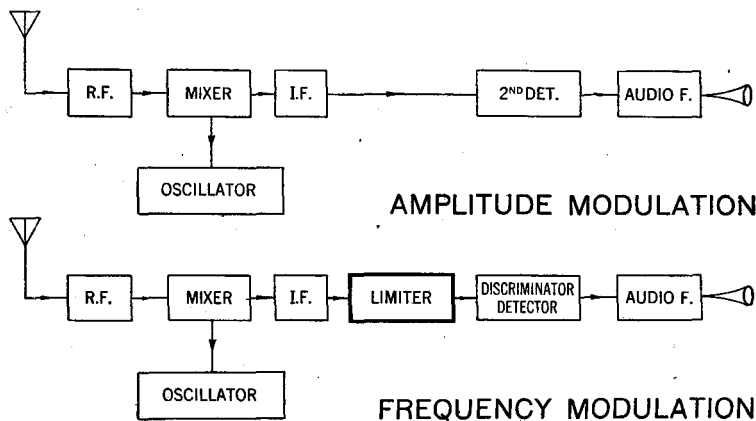 R.F.
MIXER
I.F.
2ND DET.
AUDIO F.
OSCILLATOR
AMPLITUDE MODULATION
R.F.
MIXER
I.F.
LIMITER
DISCRIMINATOR
DETECTOR
AUDIO F.
OSCILLATOR
FREQUENCY MODULATION